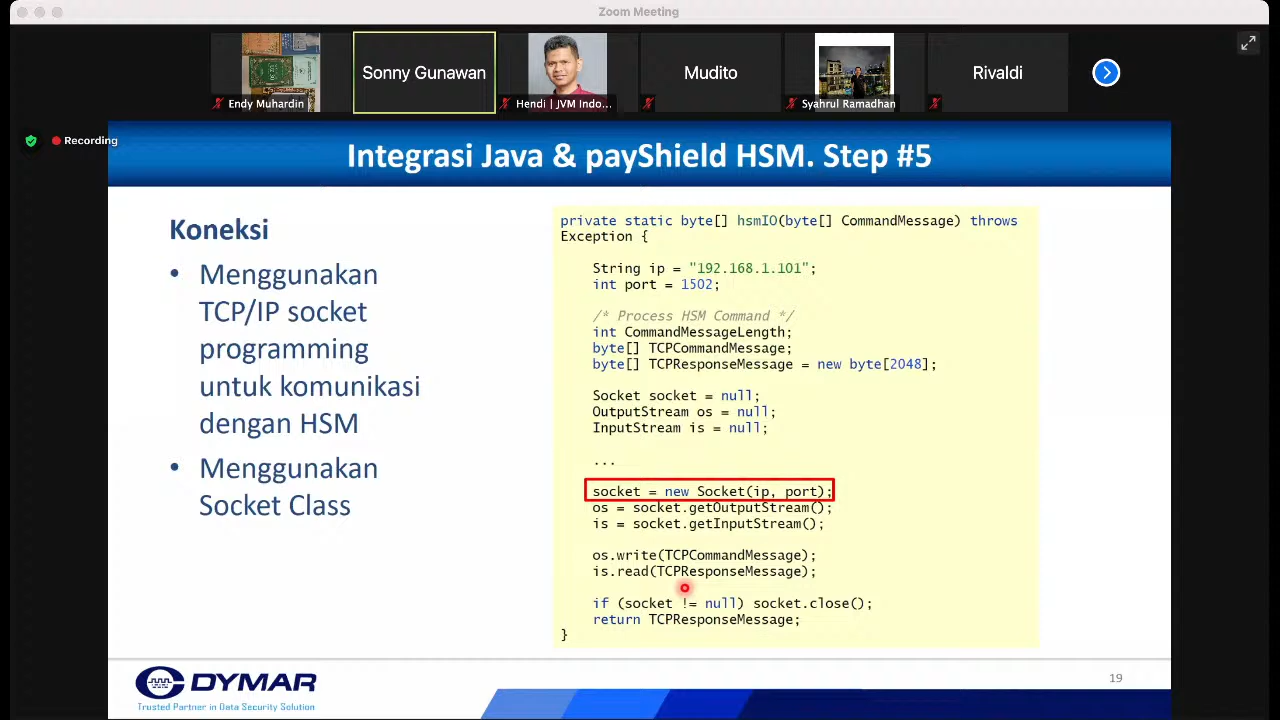 Zoom Meeting
Endy Muhardin
Sonny Gunawan
Hendi | JVM Indo...
Mudito
Syahrul Ramadhan
Rivaldi
Recording
Integrasi Java & payShield HSM. Step #5
Koneksi
• Menggunakan
TCP/IP socket
programming
untuk komunikasi
dengan HSM
• Menggunakan
Socket Class
private static byte[] hsmIO(byte[] CommandMessage) throws
Exception {
String ip = "192.168.1.101";
int port = 1502;
/* Process HSM Command */
int CommandMessageLength;
byte[] TCPCommandMessage;
byte[] TCPResponseMessage = new byte[2048];
Socket socket = null;
OutputStream os = null;
InputStream is = null;
...
socket = new Socket(ip, port);
os = socket.getOutputStream();
is = socket.getInputStream();
os.write(TCPCommandMessage);
is.read(TCPResponseMessage);
if (socket != null) socket.close();
return TCPResponseMessage;
}
DYMAR
Trusted Partner in Data Security Solution
19